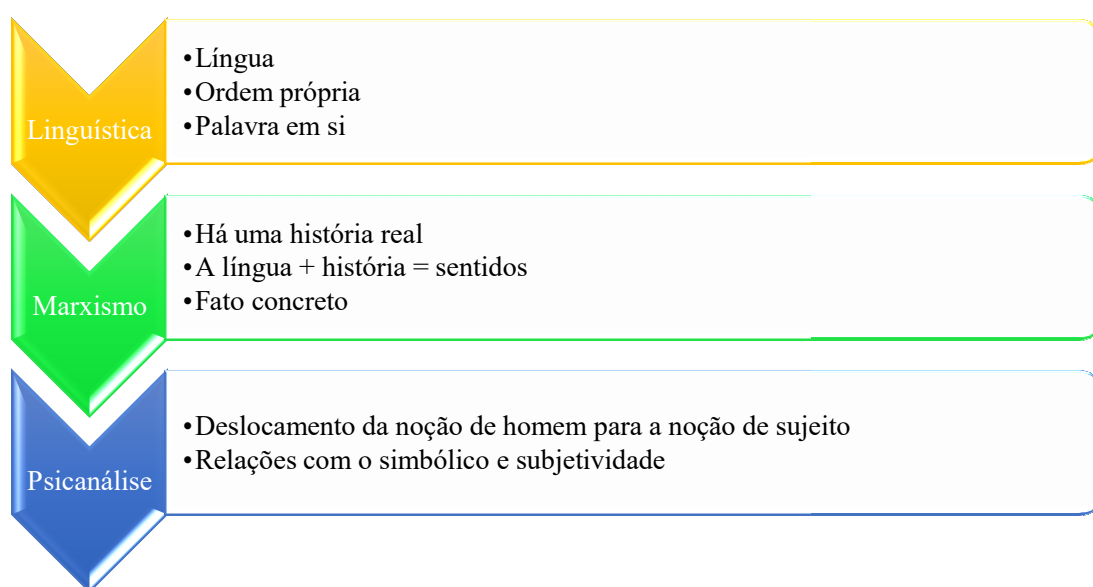 Linguística
•Língua
•Ordem própria
•Palavra em si
Marxismo
•Há uma história real
•A língua + história = sentidos
•Fato concreto
Psicanálise
•Deslocamento da noção de homem para a noção de sujeito
•Relações com o simbólico e subjetividade